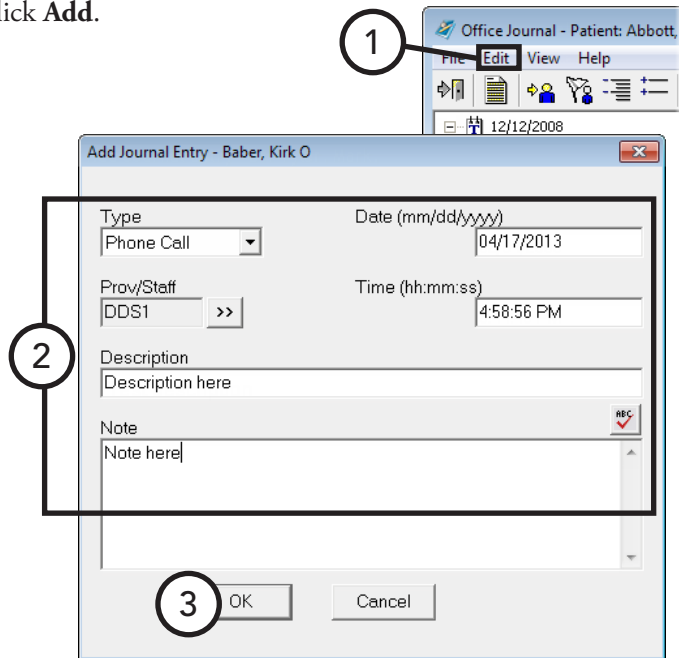 lick Add.
1
Office Journal - Patient: Abbott,
File Edit View Help
12/12/2008
Add Journal Entry - Baber, Kirk O
Type Date (mm/dd/yyyy)
Phone Call 04/17/2013
Prov/Staff Time (hh:mm:ss)
DDS1 >> 4:58:56 PM
2
Description
Description here
ABC
Note
Note here
3 OK Cancel